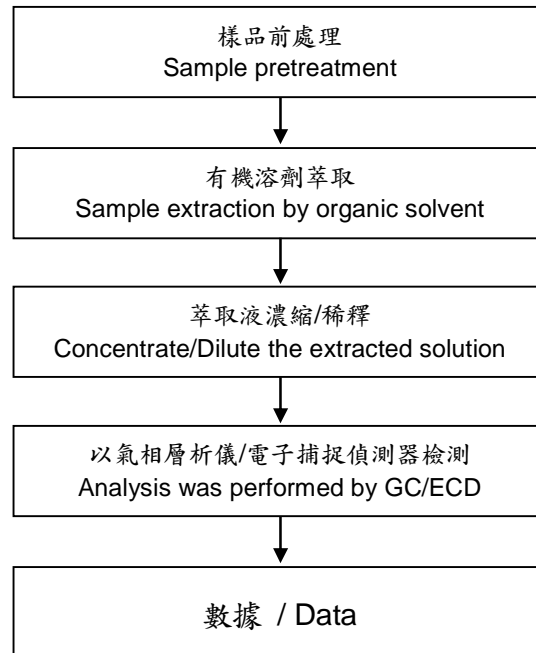 樣品前處理
Sample pretreatment
有機溶劑萃取
Sample extraction by organic solvent
萃取液濃縮/稀釋
Concentrate/Dilute the extracted solution
以氣相層析儀/電子捕捉偵測器檢測
Analysis was performed by GC/ECD
數據 / Data